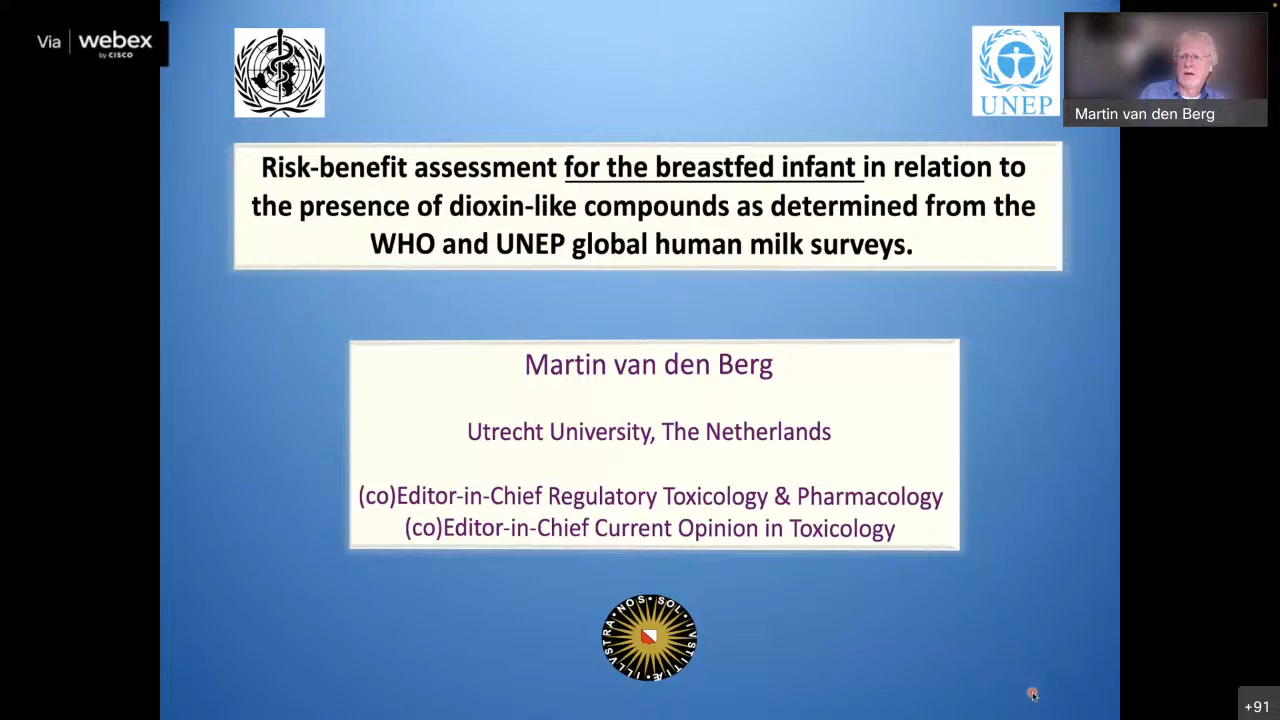 Via webex
by CISCO
UNEP
Martin van den Berg
Risk-benefit assessment for the breastfed infant in relation to
the presence of dioxin-like compounds as determined from the
WHO and UNEP global human milk surveys.
Martin van den Berg
Utrecht University, The Netherlands
(co)Editor-in-Chief Regulatory Toxicology & Pharmacology
(co)Editor-in-Chief Current Opinion in Toxicology
SOL · IVSTITIÆ · ILLVSTRA · NOS
+91